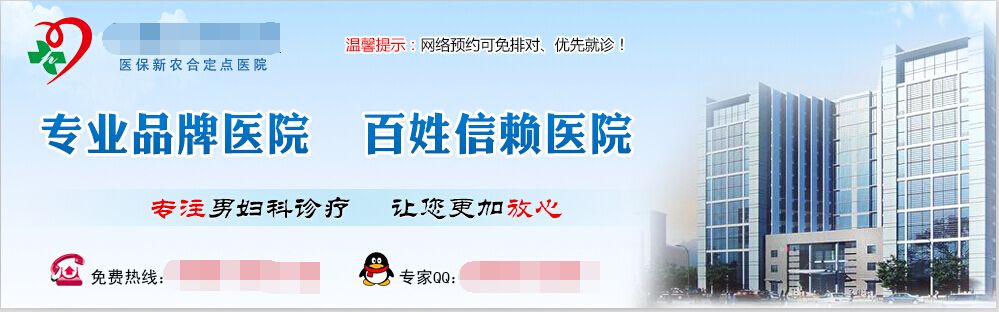 温馨提示：网络预约可免排对、优先就诊！
医保新农合定点医院
专业品牌医院 百姓信赖医院
专注男妇科诊疗 让您更加放心
免费热线： 专家QQ：